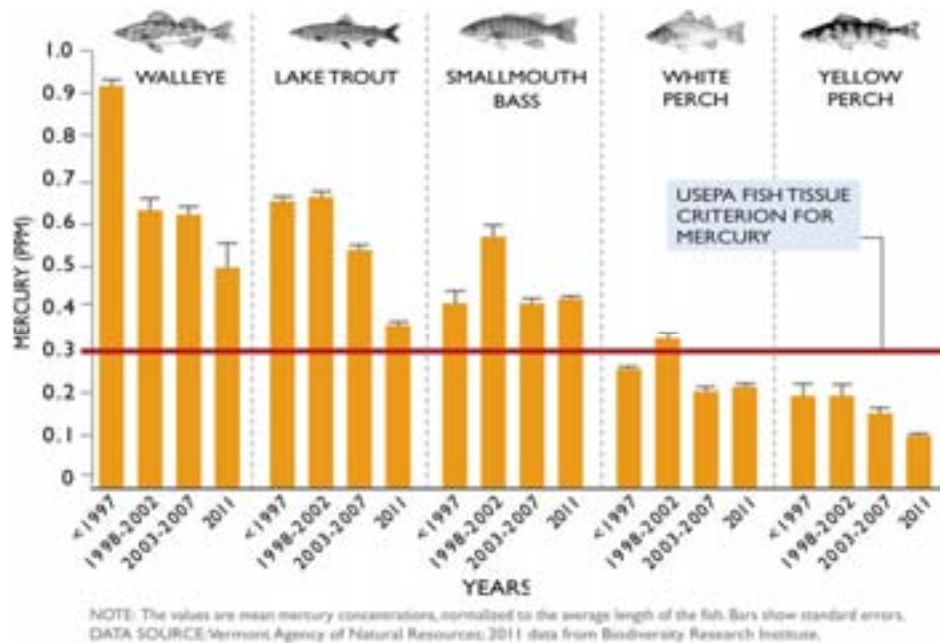 WALLEYE
LAKE TROUT
SMALLMOUTH
BASS
WHITE
PERCH
YELLOW
PERCH
1.0
0.9
0.8
0.7
0.6
0.5
0.4
0.3
0.2
0.1
0
MERCURY (PPM)
USEPA FISH TISSUE
CRITERION FOR
MERCURY
<1997
1998-2002
2003-2007
2011
<1997
1998-2002
2003-2007
2011
<1997
1998-2002
2003-2007
2011
<1997
1998-2002
2003-2007
2011
<1997
1998-2002
2003-2007
2011
YEARS
NOTE: The values are mean mercury concentrations, normalized to the average length of the fish. Bars show standard errors.
DATA SOURCE: Vermont Agency of Natural Resources; 2011 data from Biodiversity Research Institute.